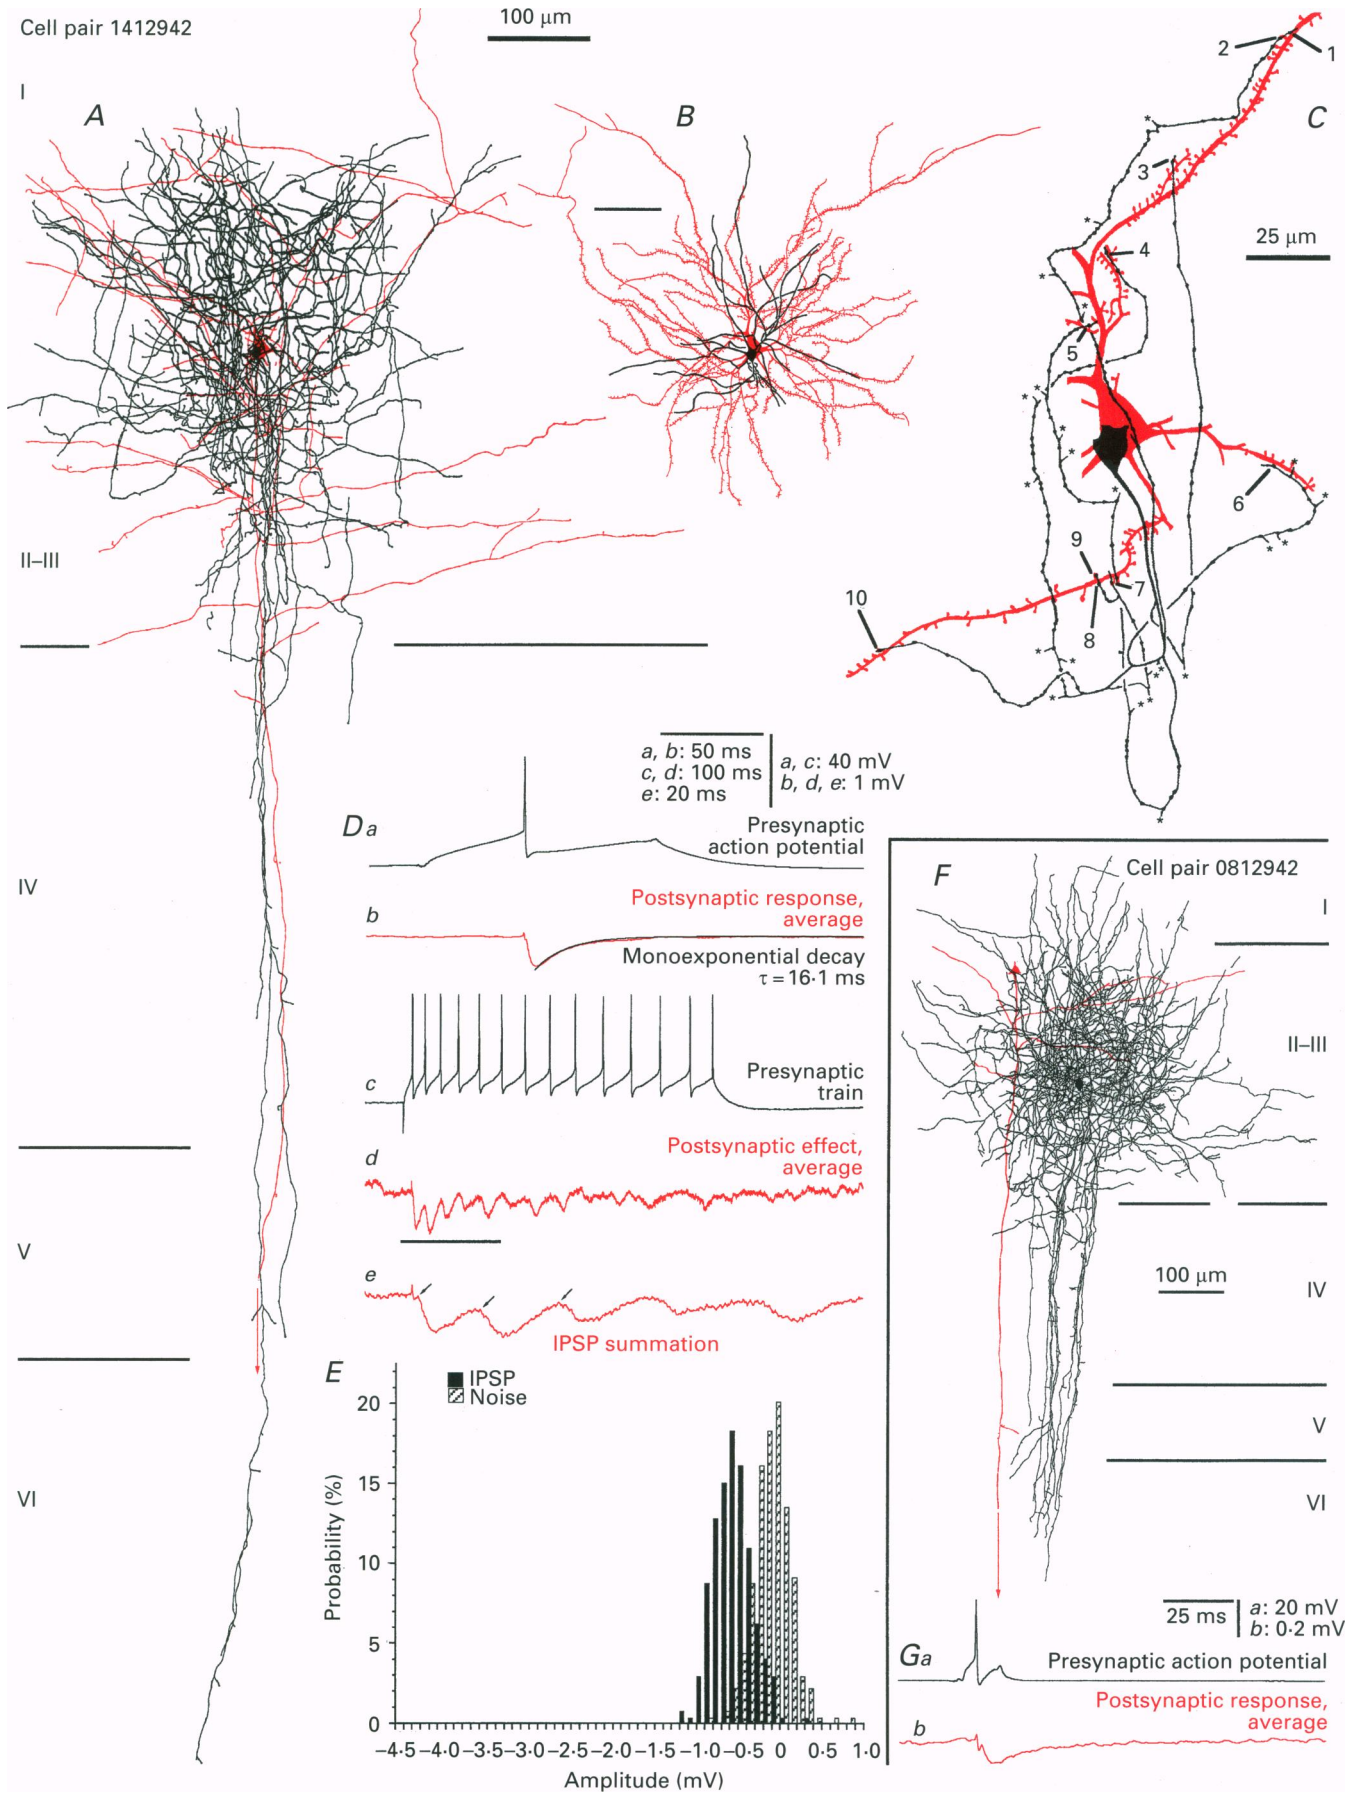 Cell pair 1412942
100 μm
I
A
B
C
2
1
3
4
25 μm
5
6
9
7
8
10
II–III
a, b: 50 ms
c, d: 100 ms
e: 20 ms
a, c: 40 mV
b, d, e: 1 mV
D a
Presynaptic
action potential
IV
b
Postsynaptic response,
average
Monoexponential decay
τ = 16·1 ms
c
Presynaptic
train
d
Postsynaptic effect,
average
V
e
IPSP summation
E
IPSP
Noise
20
15
10
5
0
Probability (%)
−4·5 −4·0 −3·5 −3·0 −2·5 −2·0 −1·5 −1·0 −0·5 0 0·5 1·0
Amplitude (mV)
VI
F
Cell pair 0812942
I
II–III
100 μm
IV
V
VI
25 ms
a: 20 mV
b: 0·2 mV
G a
Presynaptic action potential
Postsynaptic response,
average
b